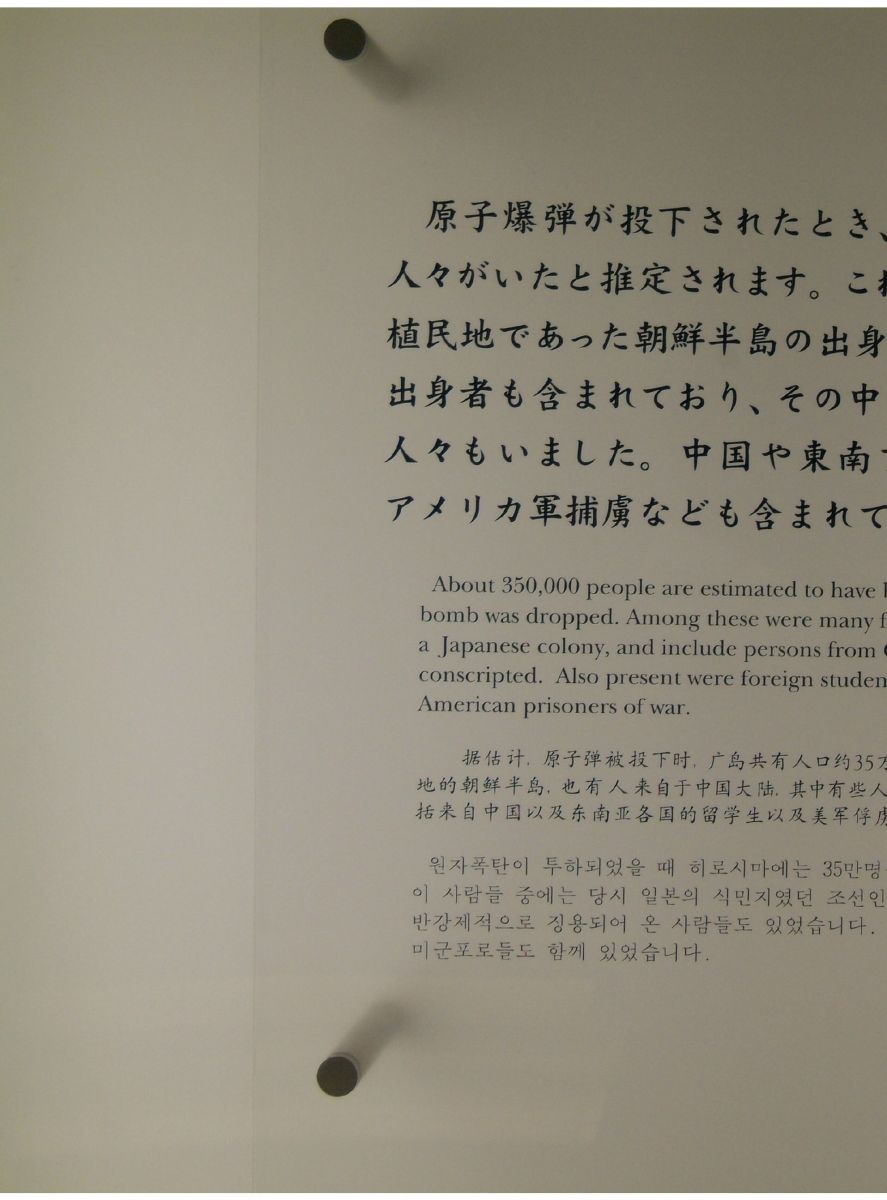 原子爆弾が投下されたとき、
人々がいたと推定されます。これ
植民地であった朝鮮半島の出身
出身者も含まれており、その中
人々もいました。中国や東南
アメリカ軍捕虜なども含まれて
About 350,000 people are estimated to have
bomb was dropped. Among these were many
a Japanese colony, and include persons from
conscripted. Also present were foreign studen
American prisoners of war.
据估计, 原子弹被投下时, 广岛共有人口约35万
地的朝鲜半岛, 也有人来自于中国大陆, 其中有些人
括来自中国以及东南亚各国的留学生以及美军俘虏
원자폭탄이 투하되었을 때 히로시마에는 35만명
이 사람들 중에는 당시 일본의 식민지였던 조선인
반강제적으로 징용되어 온 사람들도 있었습니다.
미군포로들도 함께 있었습니다.